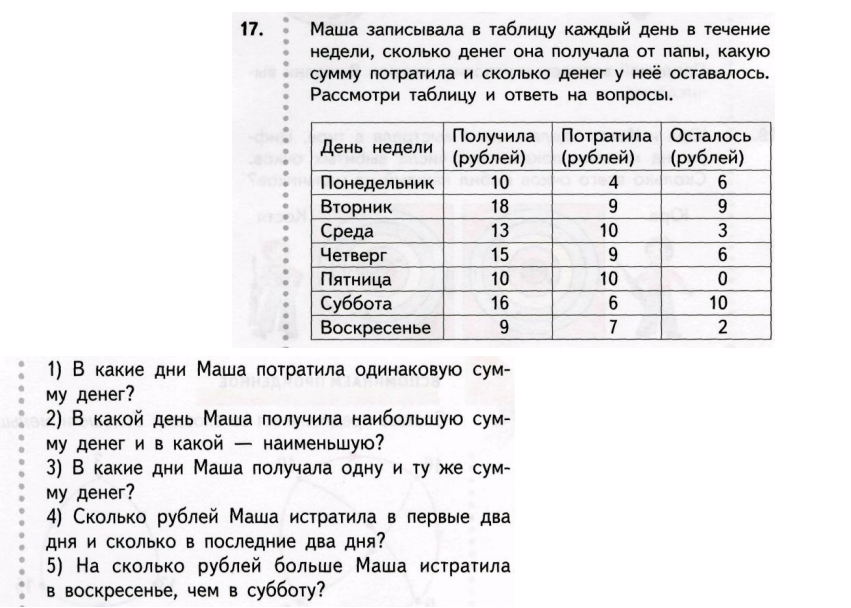 17. Маша записывала в таблицу каждый день в течение
недели, сколько денег она получала от папы, какую
сумму потратила и сколько денег у неё оставалось.
Рассмотри таблицу и ответь на вопросы.
День недели Получила (рублей) Потратила (рублей) Осталось (рублей)
Понедельник 10 4 6
Вторник 18 9 9
Среда 13 10 3
Четверг 15 9 6
Пятница 10 10 0
Суббота 16 6 10
Воскресенье 9 7 2
1) В какие дни Маша потратила одинаковую сум-
му денег?
2) В какой день Маша получила наибольшую сум-
му денег и в какой — наименьшую?
3) В какие дни Маша получала одну и ту же сум-
му денег?
4) Сколько рублей Маша истратила в первые два
дня и сколько в последние два дня?
5) На сколько рублей больше Маша истратила
в воскресенье, чем в субботу?